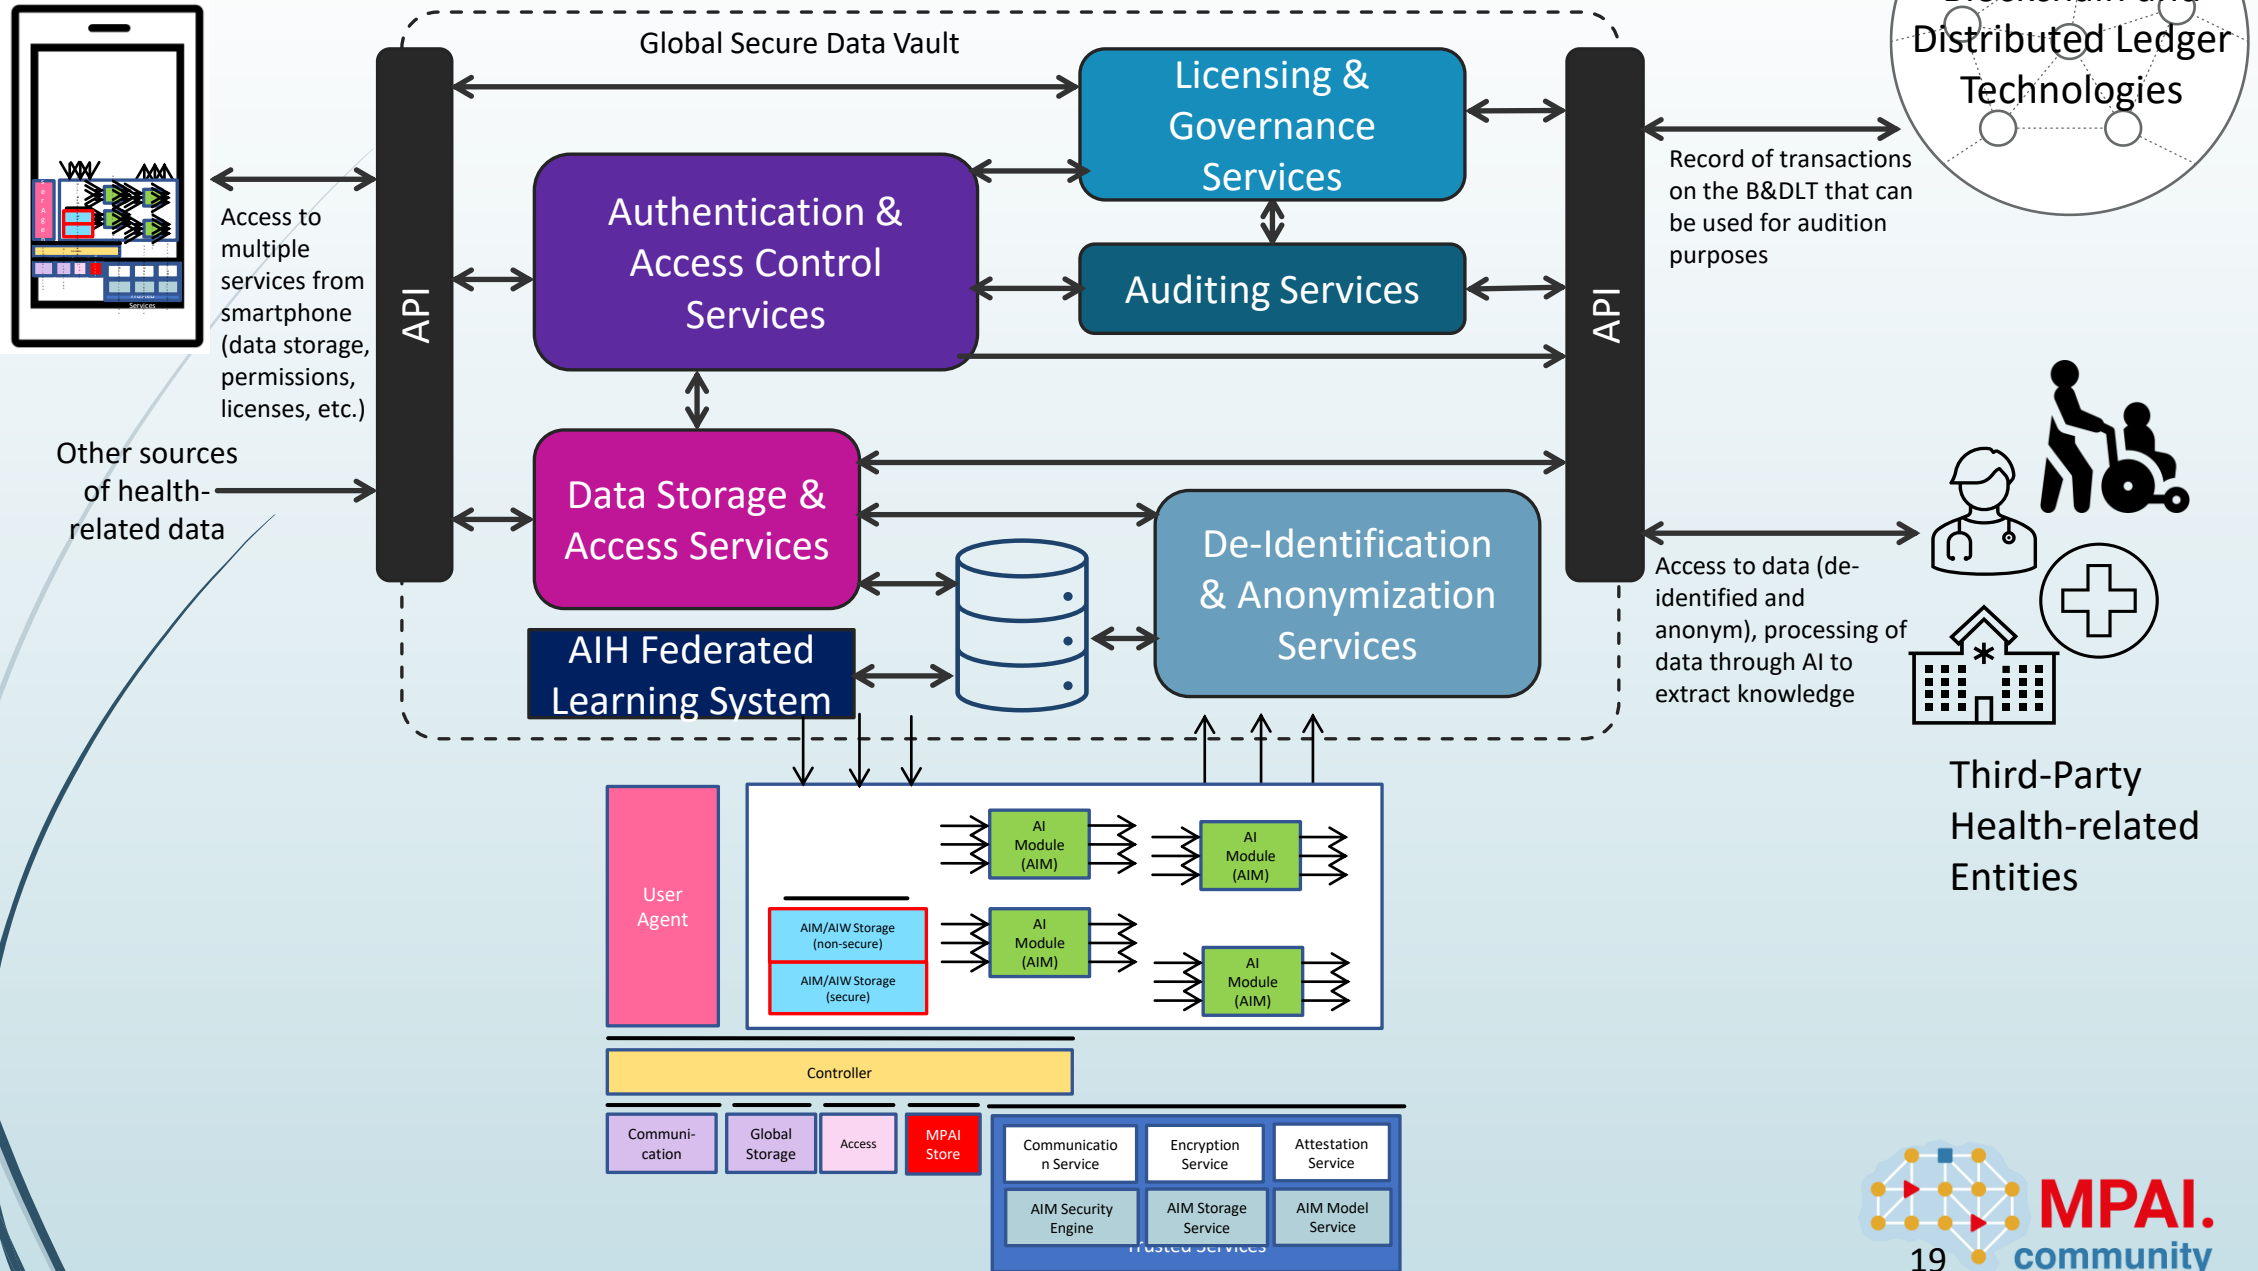 Global Secure Data Vault
Blockchain and
Distributed Ledger
Technologies
Licensing &
Governance
Services
API
API
Record of transactions
on the B&DLT that can
be used for audition
purposes
Authentication &
Access Control
Services
Access to
multiple
services from
smartphone
(data storage,
permissions,
licenses, etc.)
Services
Auditing Services
Other sources
of health-
related data
Data Storage &
Access Services
De-Identification
& Anonymization
Services
Access to data (de-
identified and
anonym), processing of
data through AI to
extract knowledge
AIH Federated
Learning System
Third-Party
Health-related
Entities
User
Agent
AI
Module
(AIM)
AI
Module
(AIM)
AIM/AIW Storage
(non-secure)
AIM/AIW Storage
(secure)
AI
Module
(AIM)
AI
Module
(AIM)
Controller
Communi-
cation
Global
Storage
Access
MPAI
Store
Communicatio
n Service
Encryption
Service
Attestation
Service
AIM Security
Engine
AIM Storage
Service
AIM Model
Service
Trusted Services
MPAI.
community
19